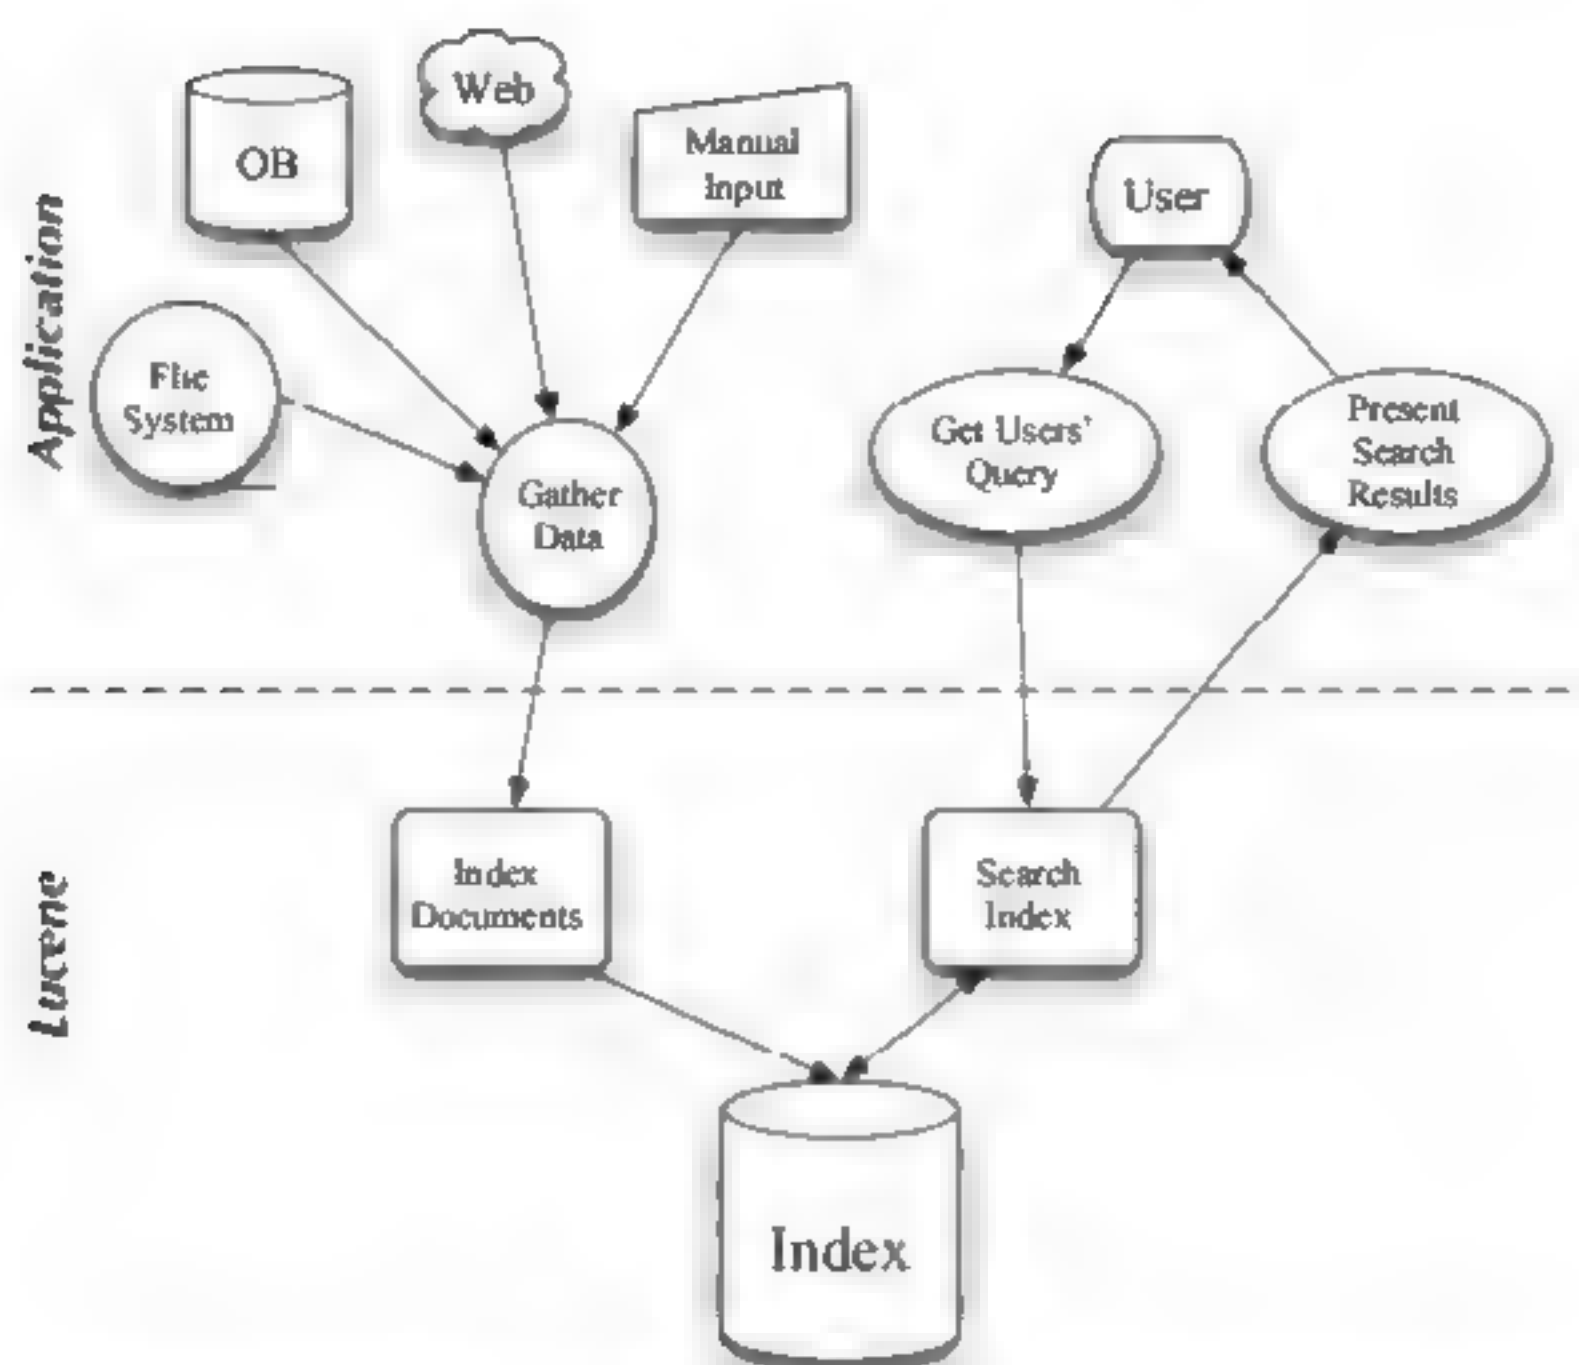 Web
OB
Manual
Input
User
Application
File
System
Get Users'
Query
Present
Search
Results
Gather
Data
Index
Documents
Search
Index
Lucene
Index